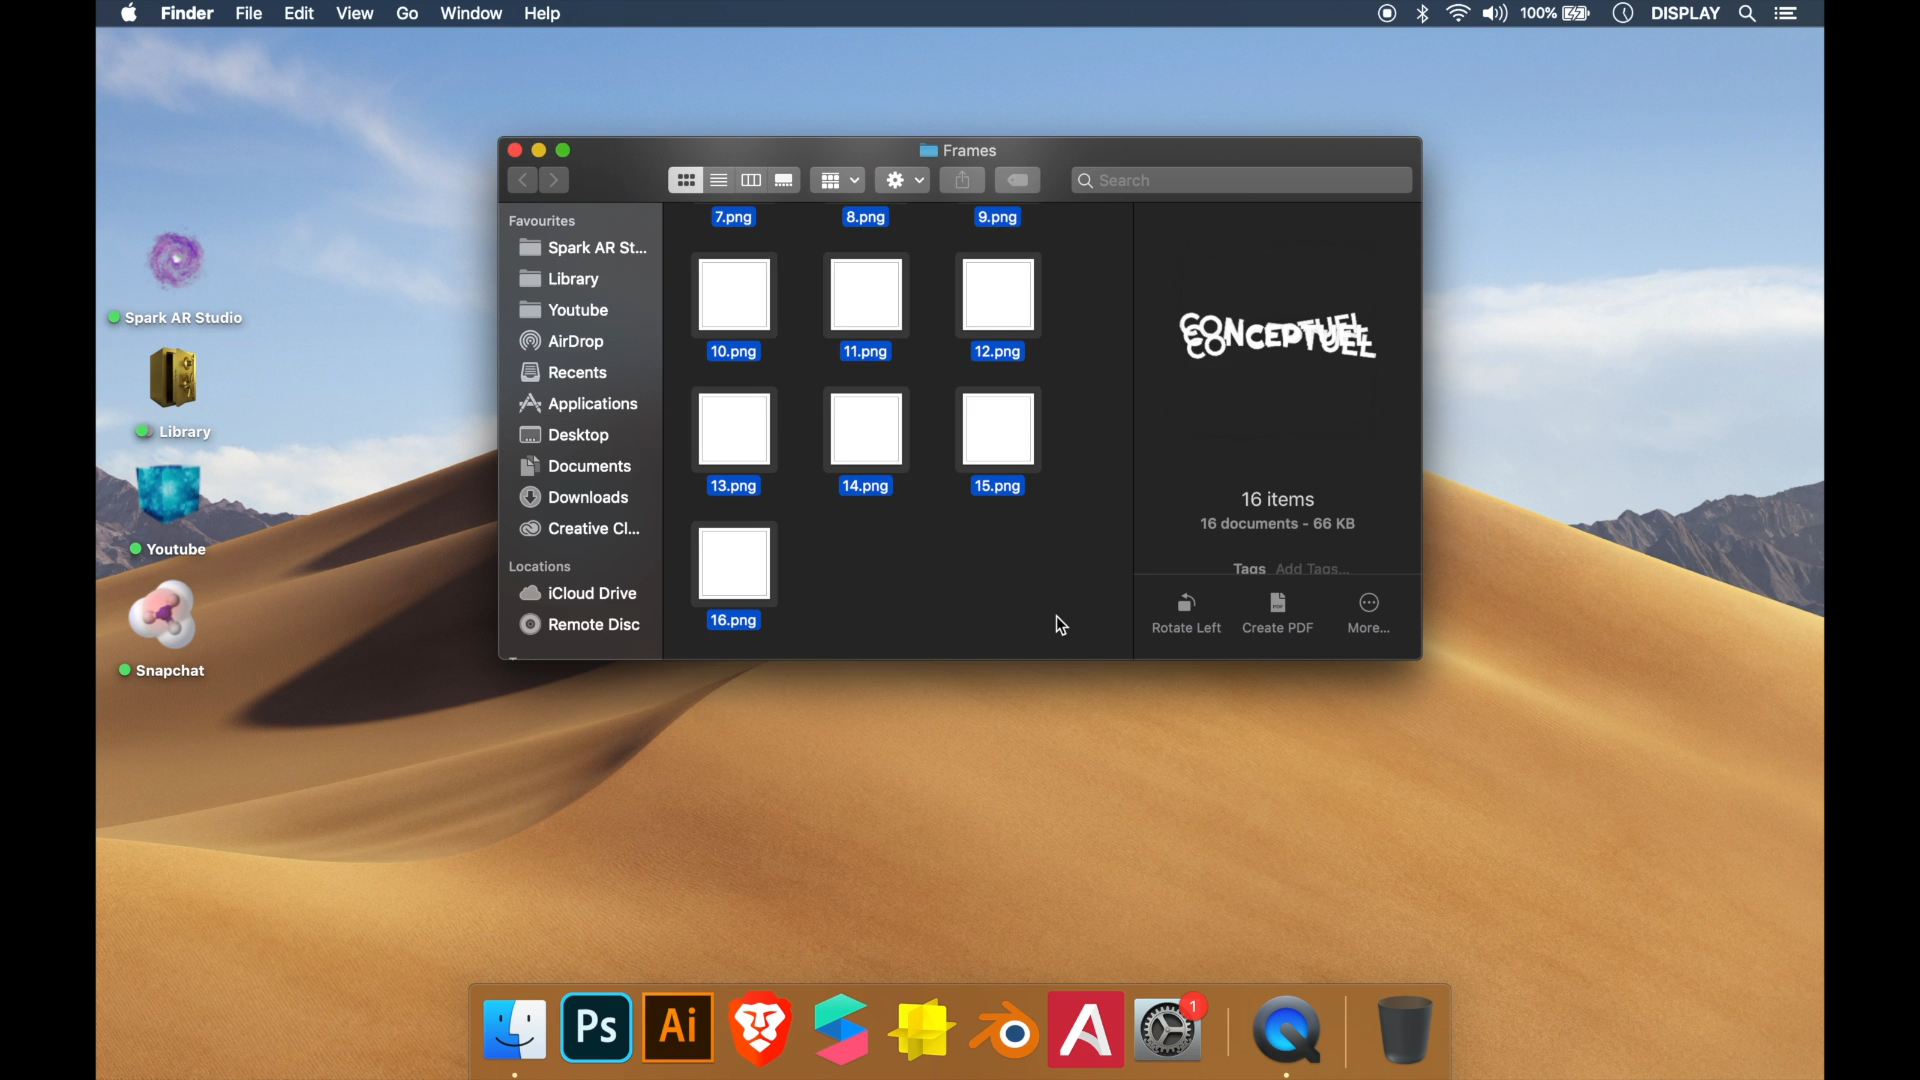 Finder File Edit View Go Window Help
100% DISPLAY
Frames
Search
Favourites
Spark AR St...
Library
Youtube
AirDrop
Recents
Applications
Desktop
Documents
Downloads
Creative Cl...
Locations
iCloud Drive
Remote Disc
7.png 8.png 9.png
10.png 11.png 12.png
13.png 14.png 15.png
16.png
CONCEPTUEL
16 items
16 documents - 66 KB
Tags Add Tags...
Rotate Left Create PDF More...
Spark AR Studio
Library
Youtube
Snapchat
Ps Ai 1